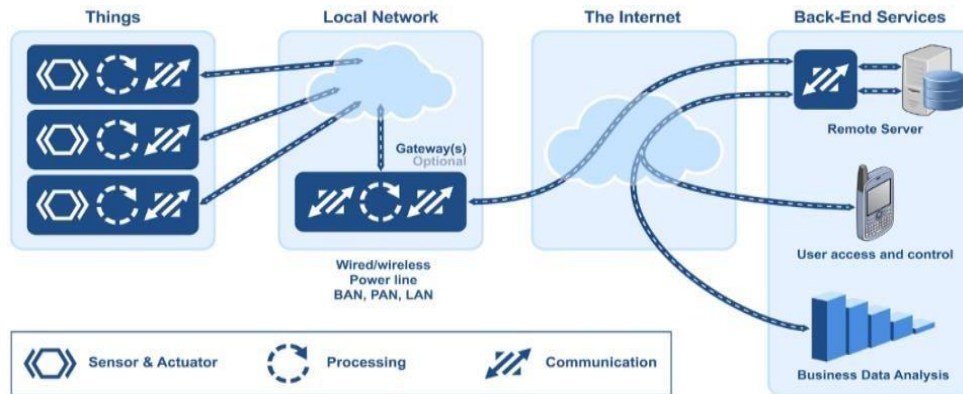 Things
Local Network
The Internet
Back-End Services
Gateway(s)
Optional
Remote Server
Wired/wireless
Power line
BAN, PAN, LAN
User access and control
Sensor & Actuator
Processing
Communication
Business Data Analysis